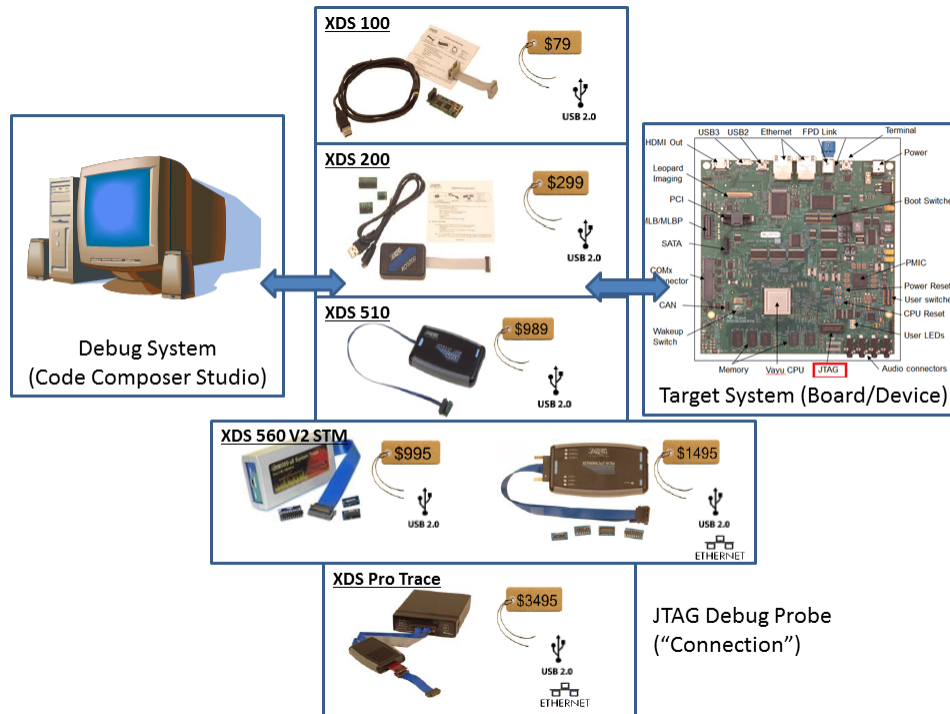 XDS 100
$79
USB 2.0
XDS 200
$299
USB 2.0
XDS 510
$989
USB 2.0
XDS 560 V2 STM
$995
USB 2.0
$1495
USB 2.0
ETHERNET
XDS Pro Trace
$3495
USB 2.0
ETHERNET
Debug System
(Code Composer Studio)
USB3
USB2
Ethernet
FPD Link
Terminal
HDMI Out
Power
Leopard
Imaging
PCI
Boot Switche
MLB/MLBP
SATA
PMIC
COMx
nector
Power Reset
User switche
CAN
CPU Reset
Wakeup
Switch
User LEDs
Memory
Vayu CPU
JTAG
Audio connectors
Target System (Board/Device)
JTAG Debug Probe
(“Connection”)